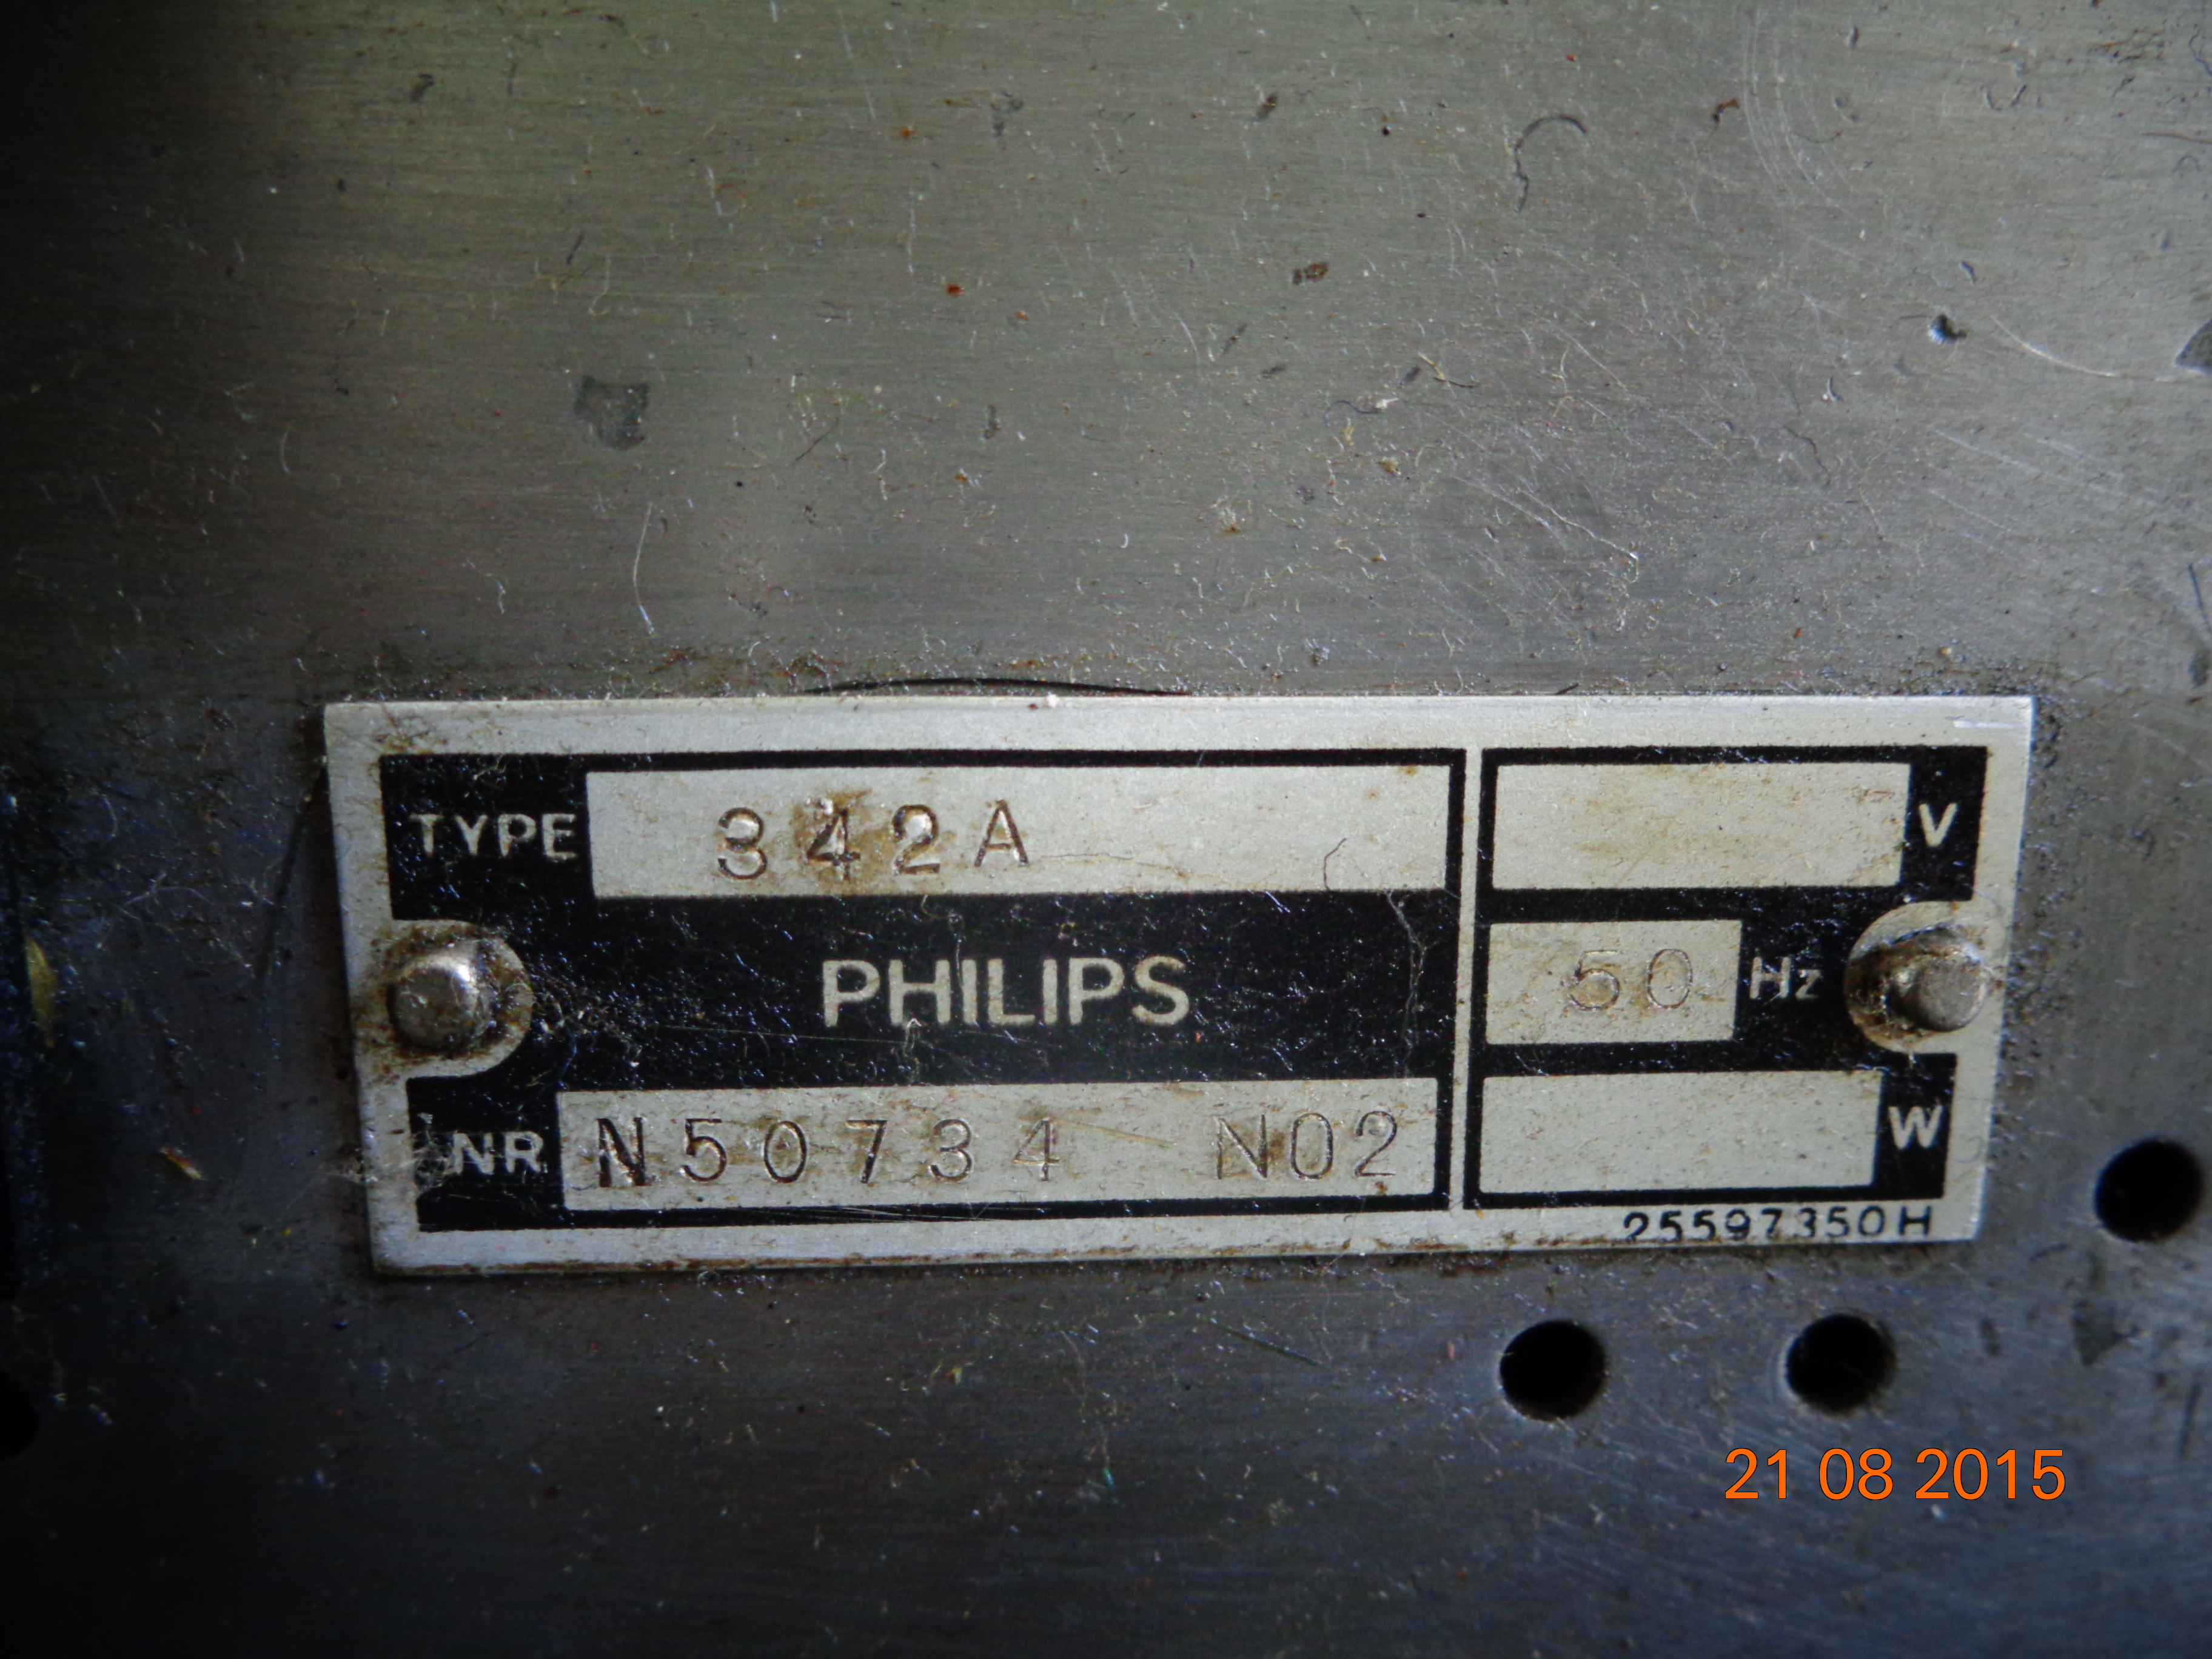 TYPE 342A V
PHILIPS 50 Hz
NR N50734 N02 W
25597350H
21 08 2015